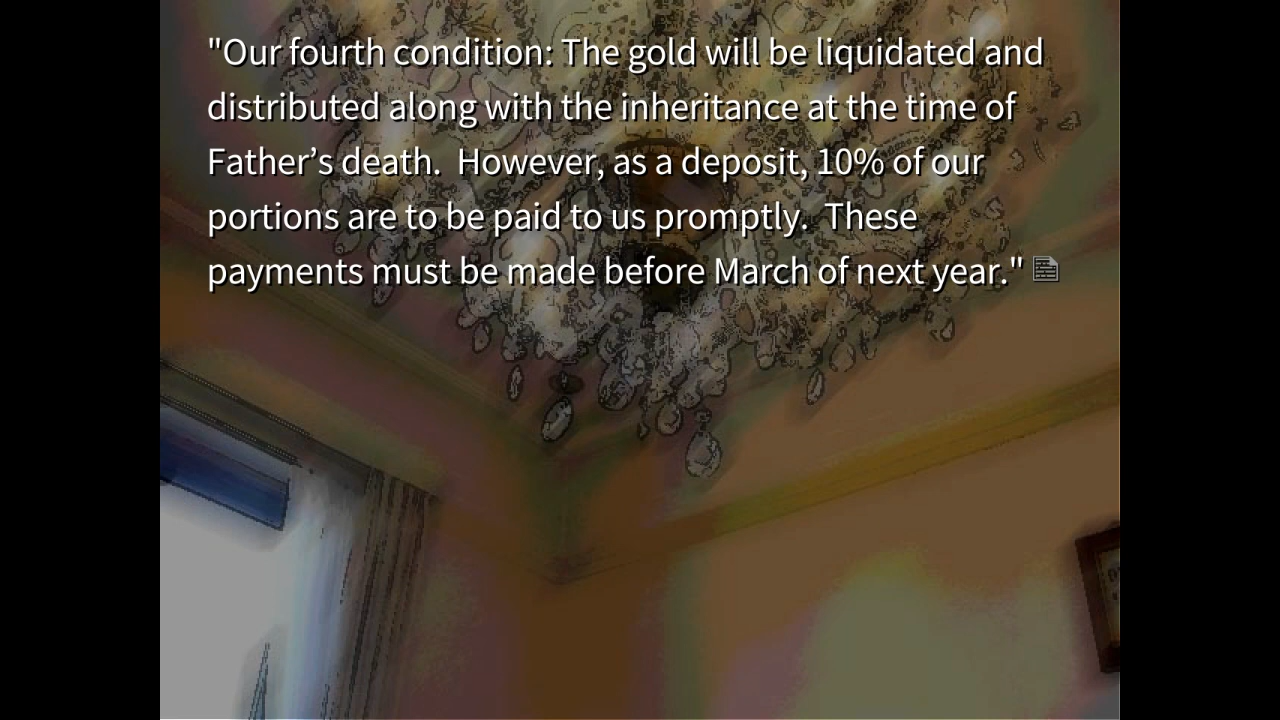 "Our fourth condition: The gold will be liquidated and
distributed along with the inheritance at the time of
Father’s death.  However, as a deposit, 10% of our
portions are to be paid to us promptly.  These
payments must be made before March of next year."